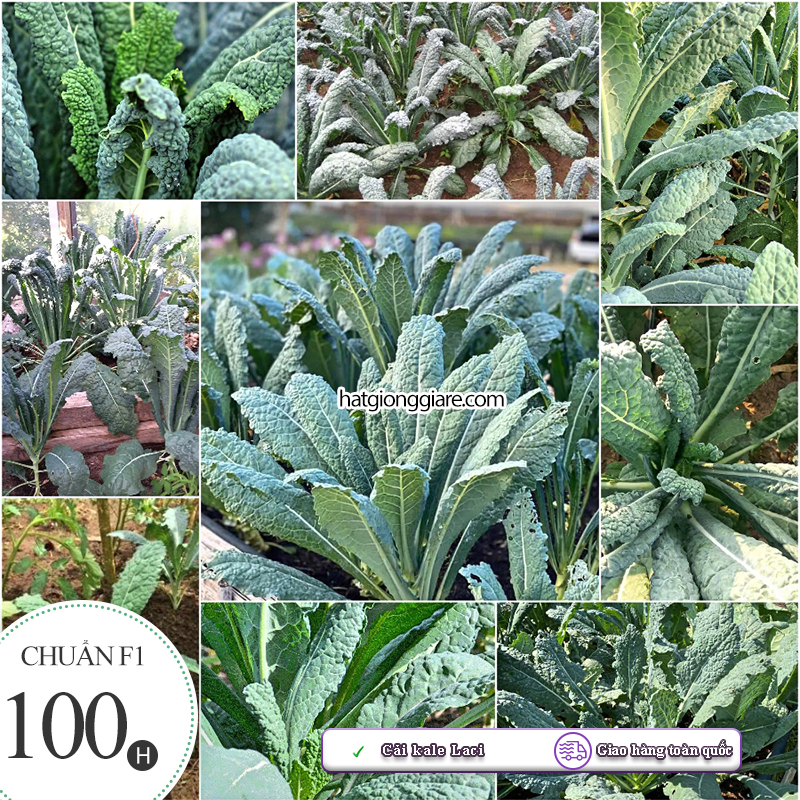 hatgionggiare.com
CHUẨN F1
100
H
✓ Cải kale Laci
Giao hàng toàn quốc